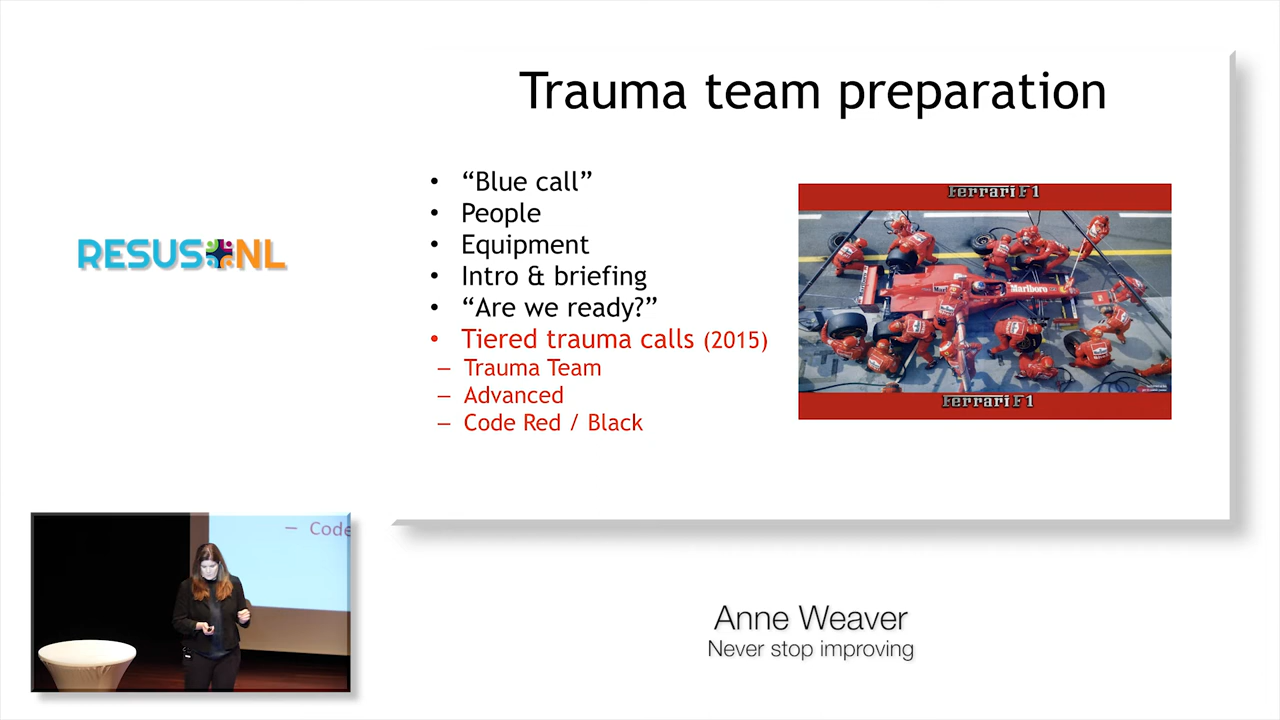 Trauma team preparation
• “Blue call”
• People
• Equipment
• Intro & briefing
• “Are we ready?”
• Tiered trauma calls (2015)
– Trauma Team
– Advanced
– Code Red / Black
RESUS NL
Ferrari F1
Marlboro
Ferrari F1
– Code
Anne Weaver
Never stop improving